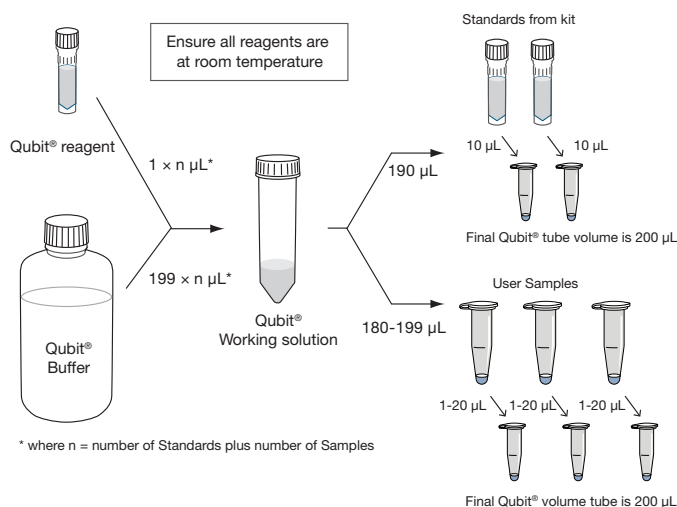 Ensure all reagents are
at room temperature
Qubit® reagent
1 × n µL*
199 × n µL*
Qubit®
Buffer
Qubit®
Working solution
* where n = number of Standards plus number of Samples
Standards from kit
190 µL
10 µL
10 µL
Final Qubit® tube volume is 200 µL
User Samples
180-199 µL
1-20 µL
1-20 µL
1-20 µL
Final Qubit® volume tube is 200 µL